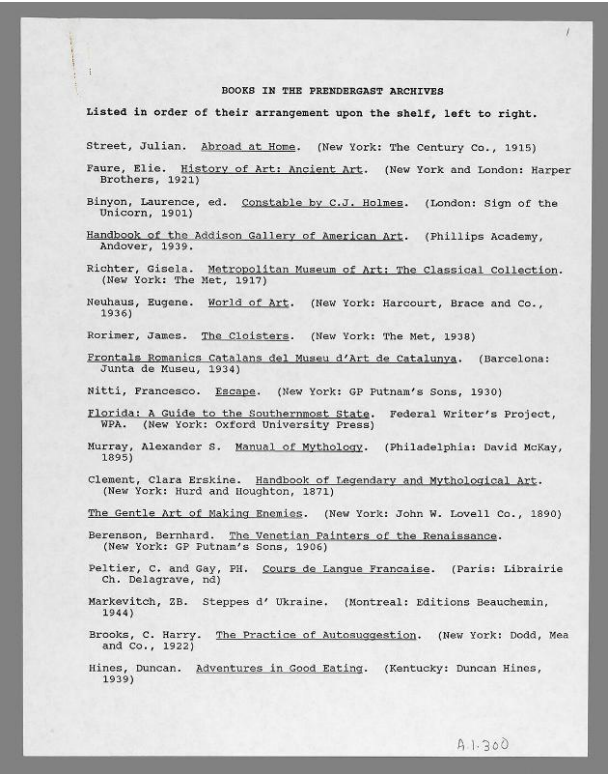 1
BOOKS IN THE PRENDERGAST ARCHIVES
Listed in order of their arrangement upon the shelf, left to right.
Street, Julian. Abroad at Home. (New York: The Century Co., 1915)
Faure, Elie. History of Art: Ancient Art. (New York and London: Harper
Brothers, 1921)
Binyon, Laurence, ed. Constable by C.J. Holmes. (London: Sign of the
Unicorn, 1901)
Handbook of the Addison Gallery of American Art. (Phillips Academy,
Andover, 1939.
Richter, Gisela. Metropolitan Museum of Art: The Classical Collection.
(New York: The Met, 1917)
Neuhaus, Eugene. World of Art. (New York: Harcourt, Brace and Co.,
1936)
Rorimer, James. The Cloisters. (New York: The Met, 1938)
Frontals Romanics Catalans del Museu d'Art de Catalunya. (Barcelona:
Junta de Museu, 1934)
Nitti, Francesco. Escape. (New York: GP Putnam's Sons, 1930)
Florida: A Guide to the Southernmost State. Federal Writer's Project,
WPA. (New York: Oxford University Press)
Murray, Alexander S. Manual of Mythology. (Philadelphia: David McKay,
1895)
Clement, Clara Erskine. Handbook of Legendary and Mythological Art.
(New York: Hurd and Houghton, 1871)
The Gentle Art of Making Enemies. (New York: John W. Lovell Co., 1890)
Berenson, Bernhard. The Venetian Painters of the Renaissance.
(New York: GP Putnam's Sons, 1906)
Peltier, C. and Gay, PH. Cours de Langue Francaise. (Paris: Librairie
Ch. Delagrave, nd)
Markevitch, ZB. Steppes d' Ukraine. (Montreal: Editions Beauchemin,
1944)
Brooks, C. Harry. The Practice of Autosuggestion. (New York: Dodd, Mea
and Co., 1922)
Hines, Duncan. Adventures in Good Eating. (Kentucky: Duncan Hines,
1939)
A.1.300